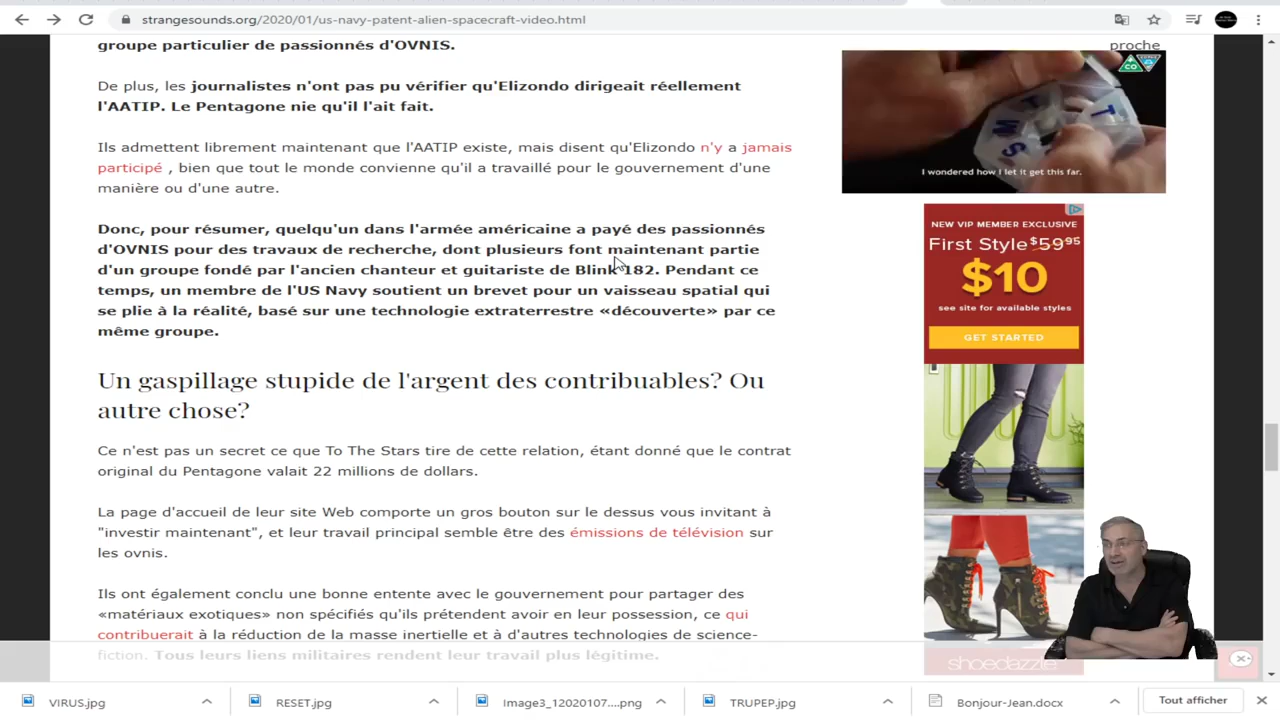 strangesounds.org/2020/01/us-navy-patent-alien-spacecraft-video.html
groupe particulier de passionnés d'OVNIS.
De plus, les journalistes n'ont pas pu vérifier qu'Elizondo dirigeait réellement
l'AATIP. Le Pentagone nie qu'il l'ait fait.
Ils admettent librement maintenant que l'AATIP existe, mais disent qu'Elizondo n'y a jamais
participé , bien que tout le monde convienne qu'il a travaillé pour le gouvernement d'une
manière ou d'une autre.
Donc, pour résumer, quelqu'un dans l'armée américaine a payé des passionnés
d'OVNIS pour des travaux de recherche, dont plusieurs font maintenant partie
d'un groupe fondé par l'ancien chanteur et guitariste de Blink 182. Pendant ce
temps, un membre de l'US Navy soutient un brevet pour un vaisseau spatial qui
se plie à la réalité, basé sur une technologie extraterrestre «découverte» par ce
même groupe.
Un gaspillage stupide de l'argent des contribuables? Ou
autre chose?
Ce n'est pas un secret ce que To The Stars tire de cette relation, étant donné que le contrat
original du Pentagone valait 22 millions de dollars.
La page d'accueil de leur site Web comporte un gros bouton sur le dessus vous invitant à
"investir maintenant", et leur travail principal semble être des émissions de télévision sur
les ovnis.
Ils ont également conclu une bonne entente avec le gouvernement pour partager des
«matériaux exotiques» non spécifiés qu'ils prétendent avoir en leur possession, ce qui
contribuerait à la réduction de la masse inertielle et à d'autres technologies de science-
fiction. Tous leurs liens militaires rendent leur travail plus légitime.
proche
CO
T
W
S
I wondered how I let it get this far.
NEW VIP MEMBER EXCLUSIVE
First Style $59⁹⁵
$10
see site for available styles
GET STARTED
shoedazzle
VIRUS.jpg
RESET.jpg
Image3_12020107....png
TRUPEP.jpg
Bonjour-Jean.docx
Tout afficher